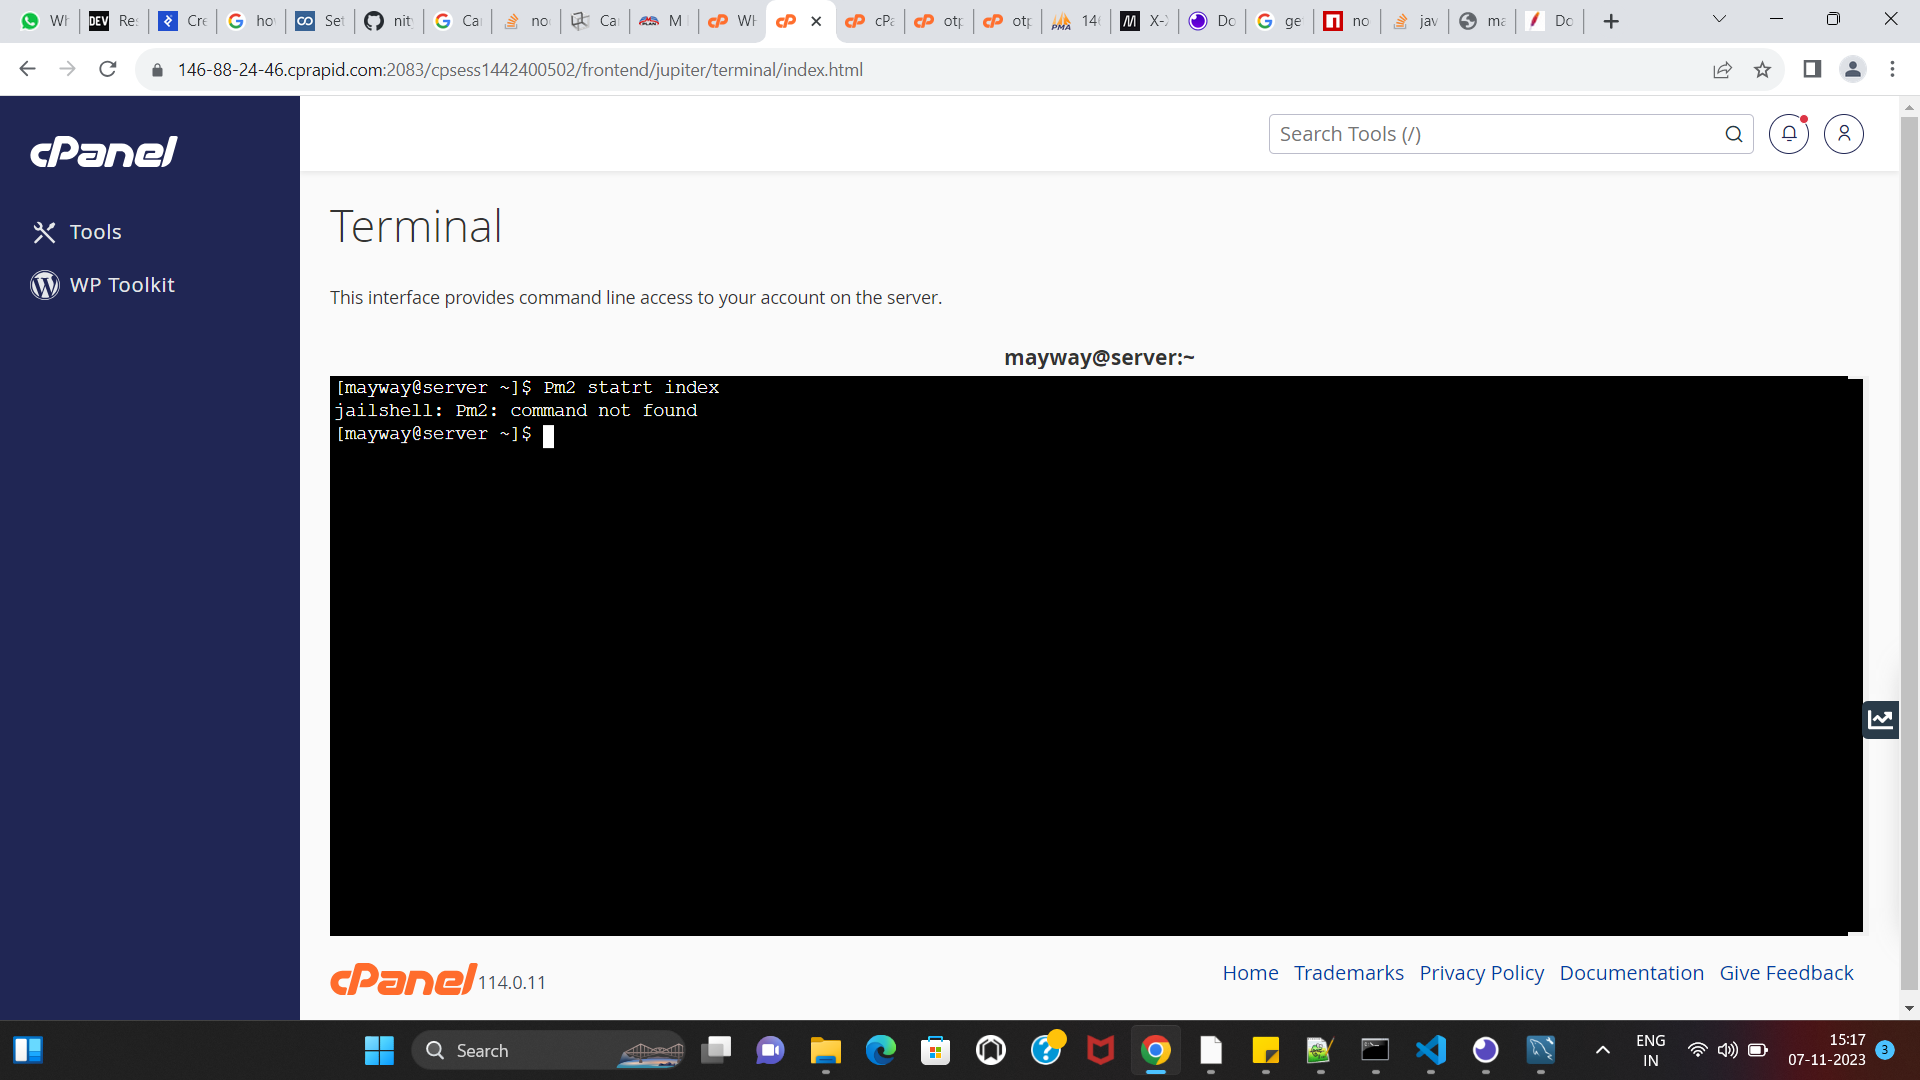 Wh
DEV
Re
Cre
ho
Set
nit
Ca
no
Ca
M
Wh
cPa
otp
otp
PMA
146
X-
Do
ge
no
jav
ma
Do
146-88-24-46.cprapid.com:2083/cpsess1442400502/frontend/jupiter/terminal/index.html
cPanel
Search Tools (/)
Tools
WP Toolkit
Terminal
This interface provides command line access to your account on the server.
mayway@server:~
[mayway@server ~]$ Pm2 statrt index
jailshell: Pm2: command not found
[mayway@server ~]$
cPanel 114.0.11
Home Trademarks Privacy Policy Documentation Give Feedback
Search
ENG
IN
15:17
07-11-2023
3